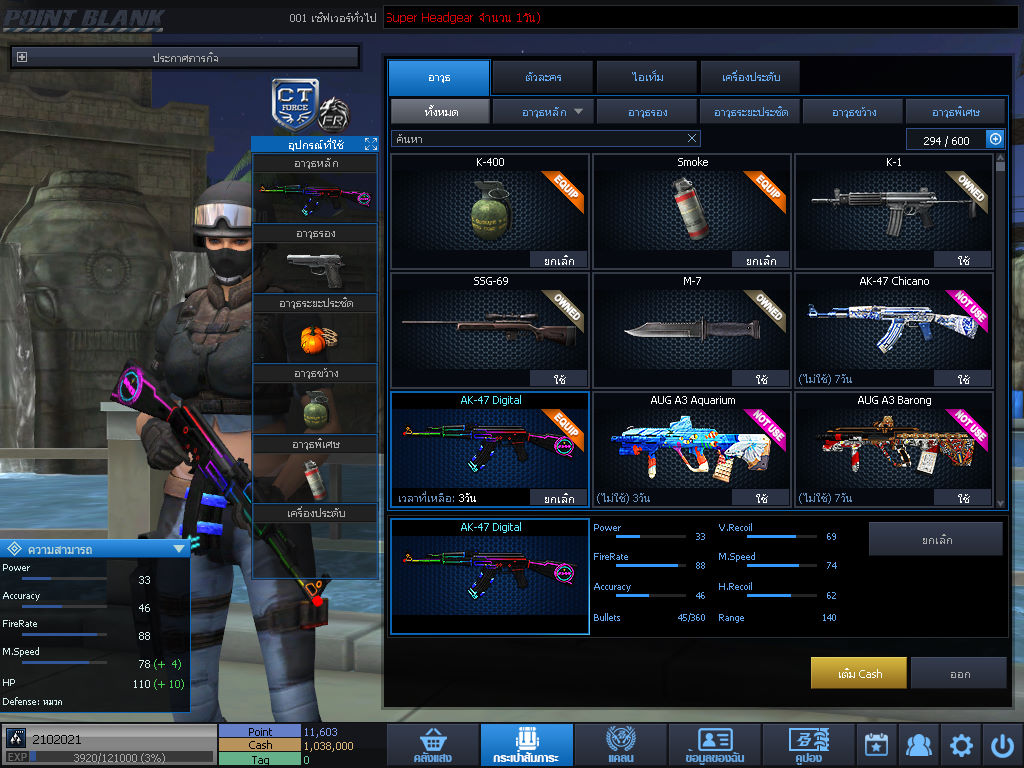 POINT BLANK
001 เซิฟเวอร์ทั่วไป
Super Headgear จำนวน 1วัน)
ประกาศภารกิจ
CT
FORCE
FR
อุปกรณ์ที่ใช้
อาวุธหลัก
อาวุธรอง
อาวุธระยะประชิด
อาวุธขว้าง
อาวุธพิเศษ
เครื่องประดับ
อาวุธ
ตัวละคร
ไอเท็ม
เครื่องประดับ
ทั้งหมด
อาวุธหลัก
อาวุธรอง
อาวุธระยะประชิด
อาวุธขว้าง
อาวุธพิเศษ
ค้นหา
294 / 600
K-400
EQUIP
ยกเลิก
Smoke
EQUIP
ยกเลิก
K-1
OWNED
ใช้
SSG-69
OWNED
ใช้
M-7
OWNED
ใช้
AK-47 Chicano
NOT USE
(ไม่ใช้) 7วัน
ใช้
AK-47 Digital
EQUIP
เวลาที่เหลือ: 3วัน
ยกเลิก
AUG A3 Aquarium
NOT USE
(ไม่ใช้) 3วัน
ใช้
AUG A3 Barong
NOT USE
(ไม่ใช้) 7วัน
ใช้
AK-47 Digital
Power 33
FireRate 88
Accuracy 46
Bullets 45/360
V.Recoil 69
M.Speed 74
H.Recoil 62
Range 140
ยกเลิก
เติม Cash
ออก
ความสามารถ
Power
33
Accuracy
46
FireRate
88
M.Speed
78 (+ 4)
HP
110 (+ 10)
Defense: หมวก
2102021
EXP 3920/121000 (3%)
Point 11,603
Cash 1,038,000
Tag 0
คลังแสง
กระเป๋าสัมภาระ
แคลน
ข้อมูลของฉัน
คูปอง